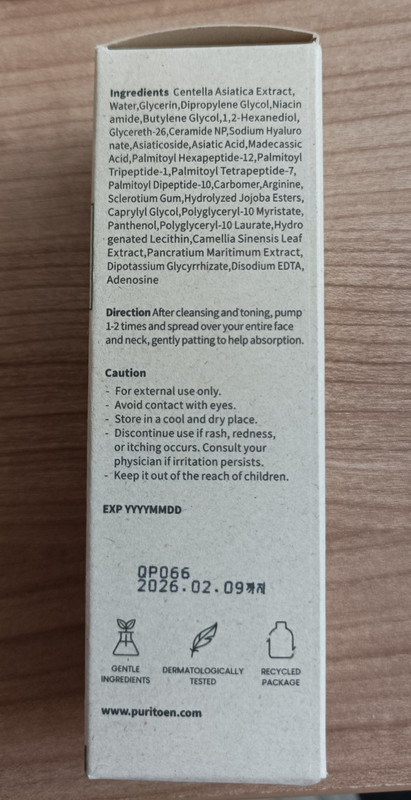 Ingredients Centella Asiatica Extract,
Water,Glycerin,Dipropylene Glycol,Niacin
amide,Butylene Glycol,1,2-Hexanediol,
Glycereth-26,Ceramide NP,Sodium Hyaluro
nate,Asiaticoside,Asiatic Acid,Madecassic
Acid,Palmitoyl Hexapeptide-12,Palmitoyl
Tripeptide-1,Palmitoyl Tetrapeptide-7,
Palmitoyl Dipeptide-10,Carbomer,Arginine,
Sclerotium Gum,Hydrolyzed Jojoba Esters,
Caprylyl Glycol,Polyglyceryl-10 Myristate,
Panthenol,Polyglyceryl-10 Laurate,Hydro
genated Lecithin,Camellia Sinensis Leaf
Extract,Pancratium Maritimum Extract,
Dipotassium Glycyrrhizate,Disodium EDTA,
Adenosine
Direction After cleansing and toning, pump
1-2 times and spread over your entire face
and neck, gently patting to help absorption.
Caution
- For external use only.
- Avoid contact with eyes.
- Store in a cool and dry place.
- Discontinue use if rash, redness,
or itching occurs. Consult your
physician if irritation persists.
- Keep it out of the reach of children.
EXP YYYYMMDD
QP066
2026.02.09까지
GENTLE INGREDIENTS
DERMATOLOGICALLY TESTED
RECYCLED PACKAGE
www.puritoen.com